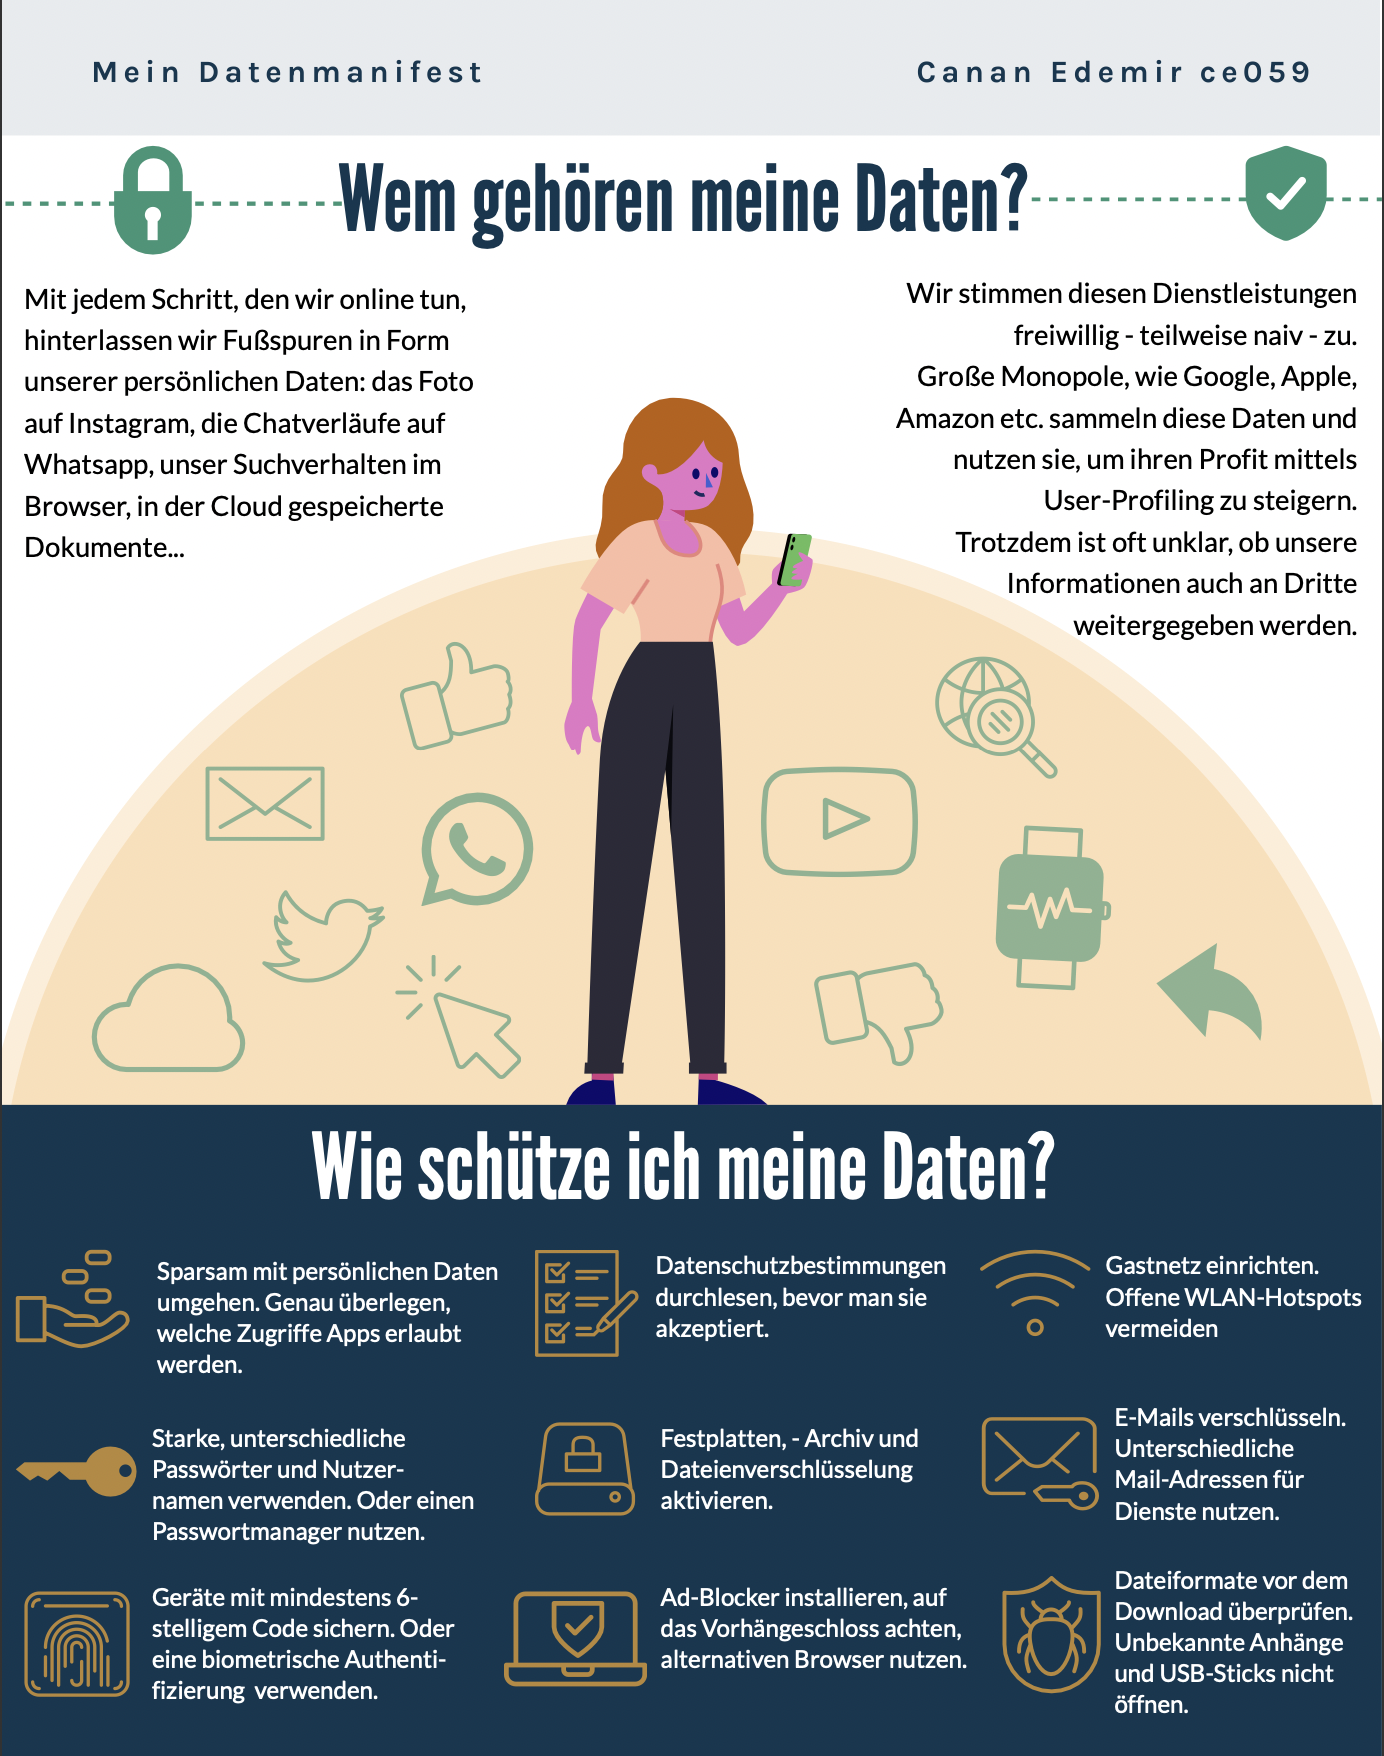 Mein Datenmanifest
Canan Edemir ce059
Wem gehören meine Daten?
Mit jedem Schritt, den wir online tun,
hinterlassen wir Fußspuren in Form
unserer persönlichen Daten: das Foto
auf Instagram, die Chatverläufe auf
Whatsapp, unser Suchverhalten im
Browser, in der Cloud gespeicherte
Dokumente...
Wir stimmen diesen Dienstleistungen
freiwillig - teilweise naiv - zu.
Große Monopole, wie Google, Apple,
Amazon etc. sammeln diese Daten und
nutzen sie, um ihren Profit mittels
User-Profiling zu steigern.
Trotzdem ist oft unklar, ob unsere
Informationen auch an Dritte
weitergegeben werden.
Wie schütze ich meine Daten?
Sparsam mit persönlichen Daten
umgehen. Genau überlegen,
welche Zugriffe Apps erlaubt
werden.
Datenschutzbestimmungen
durchlesen, bevor man sie
akzeptiert.
Gastnetz einrichten.
Offene WLAN-Hotspots
vermeiden
Starke, unterschiedliche
Passwörter und Nutzer-
namen verwenden. Oder einen
Passwortmanager nutzen.
Festplatten, - Archiv und
Dateienverschlüsselung
aktivieren.
E-Mails verschlüsseln.
Unterschiedliche
Mail-Adressen für
Dienste nutzen.
Geräte mit mindestens 6-
stelligem Code sichern. Oder
eine biometrische Authenti-
fizierung verwenden.
Ad-Blocker installieren, auf
das Vorhängeschloss achten,
alternativen Browser nutzen.
Dateiformate vor dem
Download überprüfen.
Unbekannte Anhänge
und USB-Sticks nicht
öffnen.